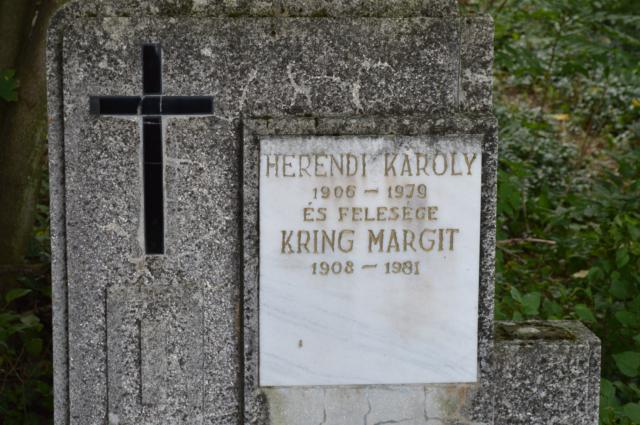 HERENDI KÁROLY
1906 – 1979
ÉS FELESÉGE
KRING MARGIT
1908 – 1981